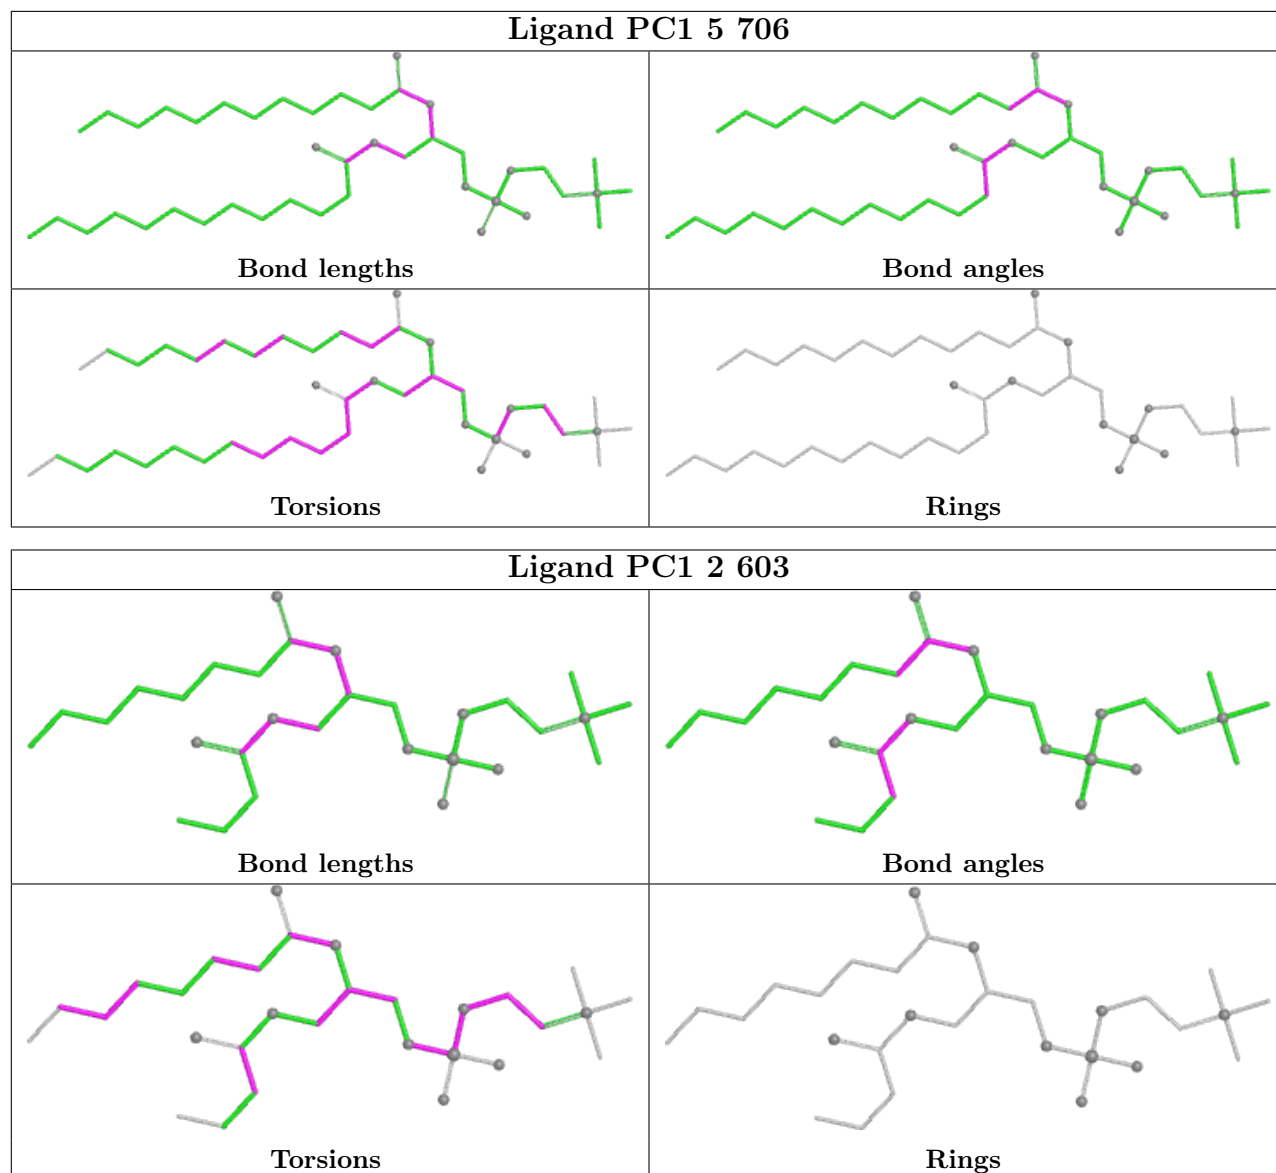 Ligand PC1 5 706
Bond lengths
Bond angles
Torsions
Rings
Ligand PC1 2 603
Bond lengths
Bond angles
Torsions
Rings